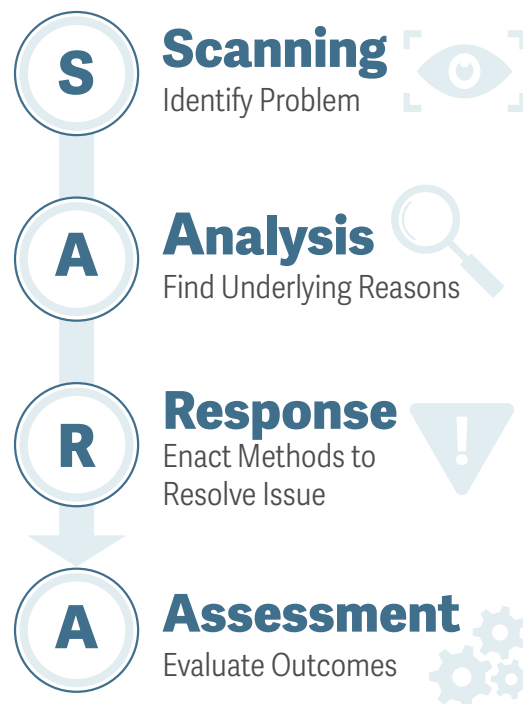 S
Scanning
Identify Problem
A
Analysis
Find Underlying Reasons
R
Response
Enact Methods to
Resolve Issue
!
A
Assessment
Evaluate Outcomes